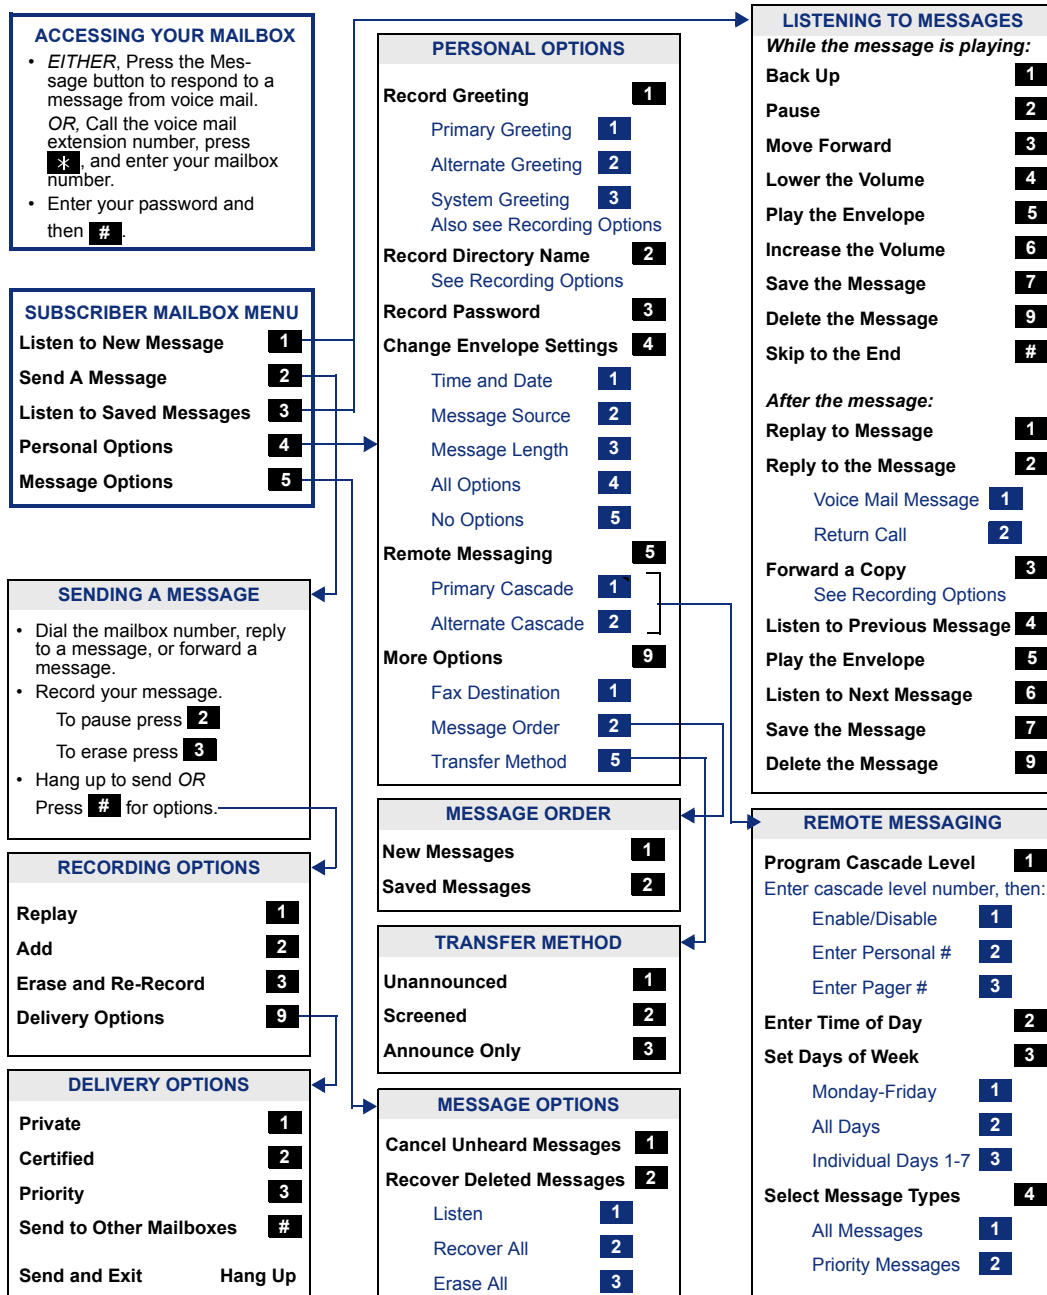 ACCESSING YOUR MAILBOX
• EITHER, Press the Mes-
sage button to respond to a
message from voice mail.
OR, Call the voice mail
extension number, press
*, and enter your mailbox
number.
• Enter your password and
then #.
SUBSCRIBER MAILBOX MENU
Listen to New Message 1
Send A Message 2
Listen to Saved Messages 3
Personal Options 4
Message Options 5
SENDING A MESSAGE
• Dial the mailbox number, reply
to a message, or forward a
message.
• Record your message.
To pause press 2
To erase press 3
• Hang up to send OR
Press # for options.
RECORDING OPTIONS
Replay 1
Add 2
Erase and Re-Record 3
Delivery Options 9
DELIVERY OPTIONS
Private 1
Certified 2
Priority 3
Send to Other Mailboxes #
Send and Exit Hang Up
PERSONAL OPTIONS
Record Greeting 1
Primary Greeting 1
Alternate Greeting 2
System Greeting 3
Also see Recording Options
Record Directory Name 2
See Recording Options
Record Password 3
Change Envelope Settings 4
Time and Date 1
Message Source 2
Message Length 3
All Options 4
No Options 5
Remote Messaging 5
Primary Cascade 1
Alternate Cascade 2
More Options 9
Fax Destination 1
Message Order 2
Transfer Method 5
MESSAGE ORDER
New Messages 1
Saved Messages 2
TRANSFER METHOD
Unannounced 1
Screened 2
Announce Only 3
MESSAGE OPTIONS
Cancel Unheard Messages 1
Recover Deleted Messages 2
Listen 1
Recover All 2
Erase All 3
LISTENING TO MESSAGES
While the message is playing:
Back Up 1
Pause 2
Move Forward 3
Lower the Volume 4
Play the Envelope 5
Increase the Volume 6
Save the Message 7
Delete the Message 9
Skip to the End #
After the message:
Replay to Message 1
Reply to the Message 2
Voice Mail Message 1
Return Call 2
Forward a Copy 3
See Recording Options
Listen to Previous Message 4
Play the Envelope 5
Listen to Next Message 6
Save the Message 7
Delete the Message 9
REMOTE MESSAGING
Program Cascade Level 1
Enter cascade level number, then:
Enable/Disable 1
Enter Personal # 2
Enter Pager # 3
Enter Time of Day 2
Set Days of Week 3
Monday-Friday 1
All Days 2
Individual Days 1-7 3
Select Message Types 4
All Messages 1
Priority Messages 2